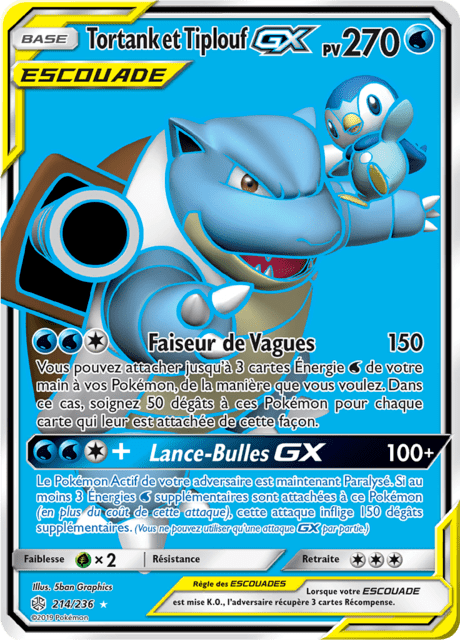 BASE Tortank et Tiplouf GX PV 270
ESCOUADE
Faiseur de Vagues 150
Vous pouvez attacher jusqu'à 3 cartes Énergie de votre
main à vos Pokémon, de la manière que vous voulez. Dans
ce cas, soignez 50 dégâts à ces Pokémon pour chaque
carte qui leur est attachée de cette façon.
+ Lance-Bulles GX 100+
Le Pokémon Actif de votre adversaire est maintenant Paralysé. Si au
moins 3 Énergies supplémentaires sont attachées à ce Pokémon
(en plus du coût de cette attaque), cette attaque inflige 150 dégâts
supplémentaires. (Vous ne pouvez utiliser qu'une attaque GX par partie.)
Faiblesse ×2 Résistance Retraite
Illus. 5ban Graphics
214/236
©2019 Pokémon
Règle des ESCOUADES
Lorsque votre ESCOUADE
est mise K.O., l'adversaire récupère 3 cartes Récompense.